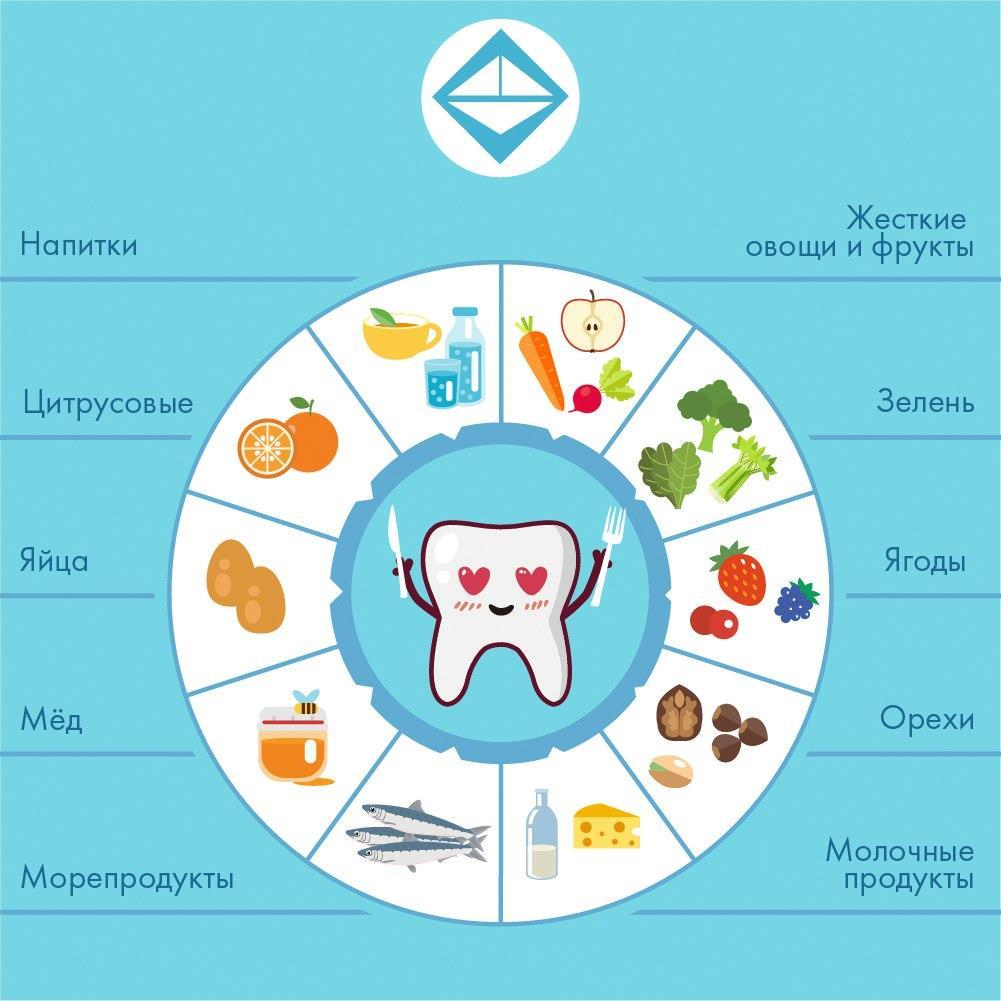 Напитки
Жесткие
овощи и фрукты
Цитрусовые
Зелень
Яйца
Ягоды
Мёд
Орехи
Морепродукты
Молочные
продукты